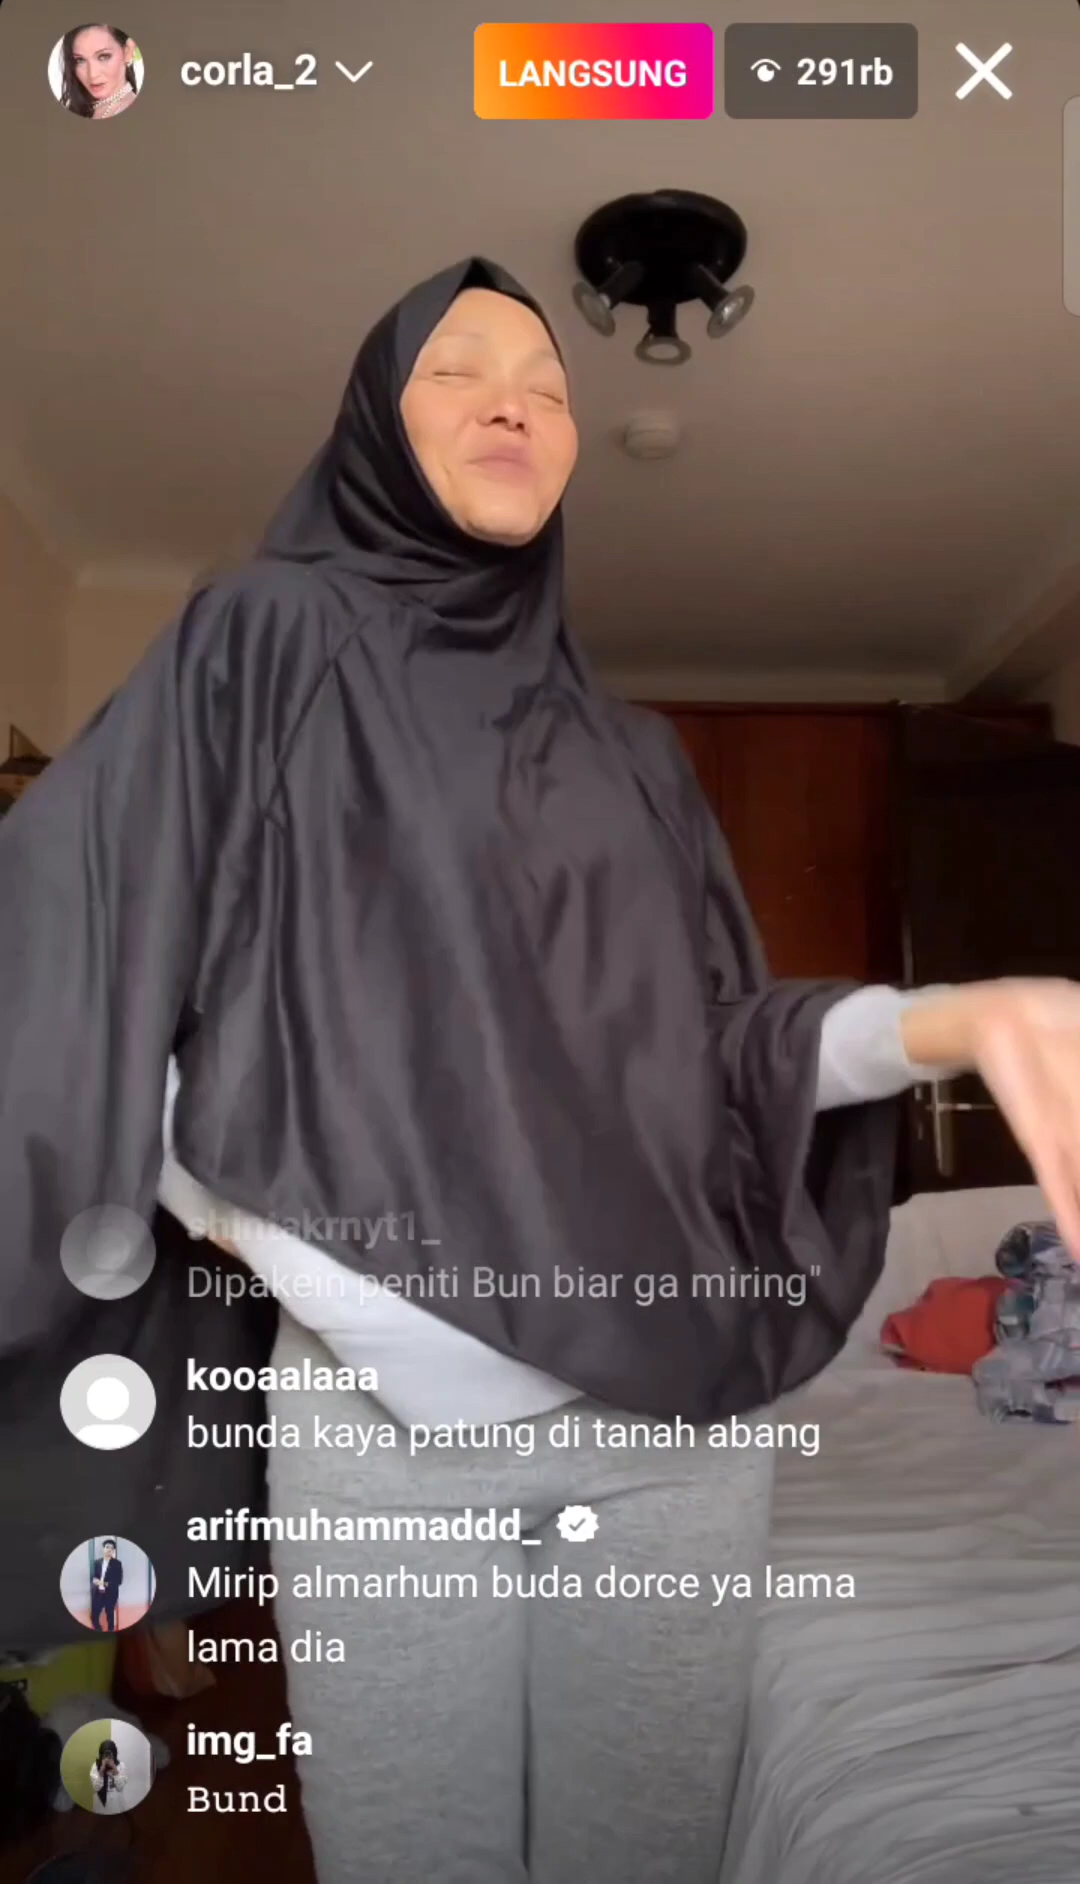 corla_2
LANGSUNG
291rb
shintakrnyt1_
Dipakein peniti Bun biar ga miring"
kooaalaaa
bunda kaya patung di tanah abang
arifmuhammaddd_
Mirip almarhum buda dorce ya lama
lama dia
img_fa
Bund